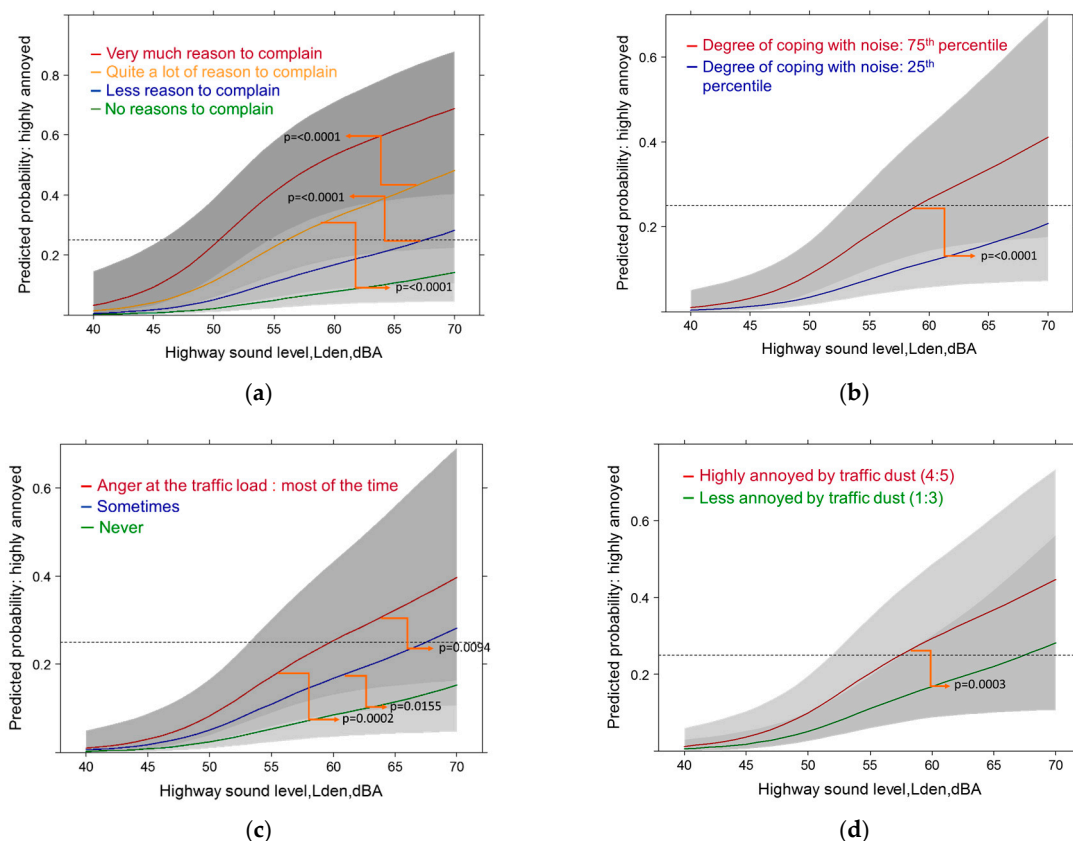 Predicted probability: highly annoyed
0.8
0.6
0.4
0.2
Very much reason to complain
Quite a lot of reason to complain
Less reason to complain
No reasons to complain
p=<0.0001
p=<0.0001
p=<0.0001
40 45 50 55 60 65 70
Highway sound level,Lden,dBA
(a)
Predicted probability: highly annoyed
0.6
0.4
0.2
Degree of coping with noise: 75th percentile
Degree of coping with noise: 25th
percentile
p=<0.0001
40 45 50 55 60 65 70
Highway sound level,Lden,dBA
(b)
Predicted probability: highly annoyed
0.6
0.4
0.2
Anger at the traffic load : most of the time
Sometimes
Never
p=0.0094
p=0.0155
p=0.0002
40 45 50 55 60 65 70
Highway sound level,Lden,dBA
(c)
Predicted probability: highly annoyed
0.6
0.4
0.2
Highly annoyed by traffic dust (4:5)
Less annoyed by traffic dust (1:3)
p=0.0003
40 45 50 55 60 65 70
Highway sound level,Lden,dBA
(d)